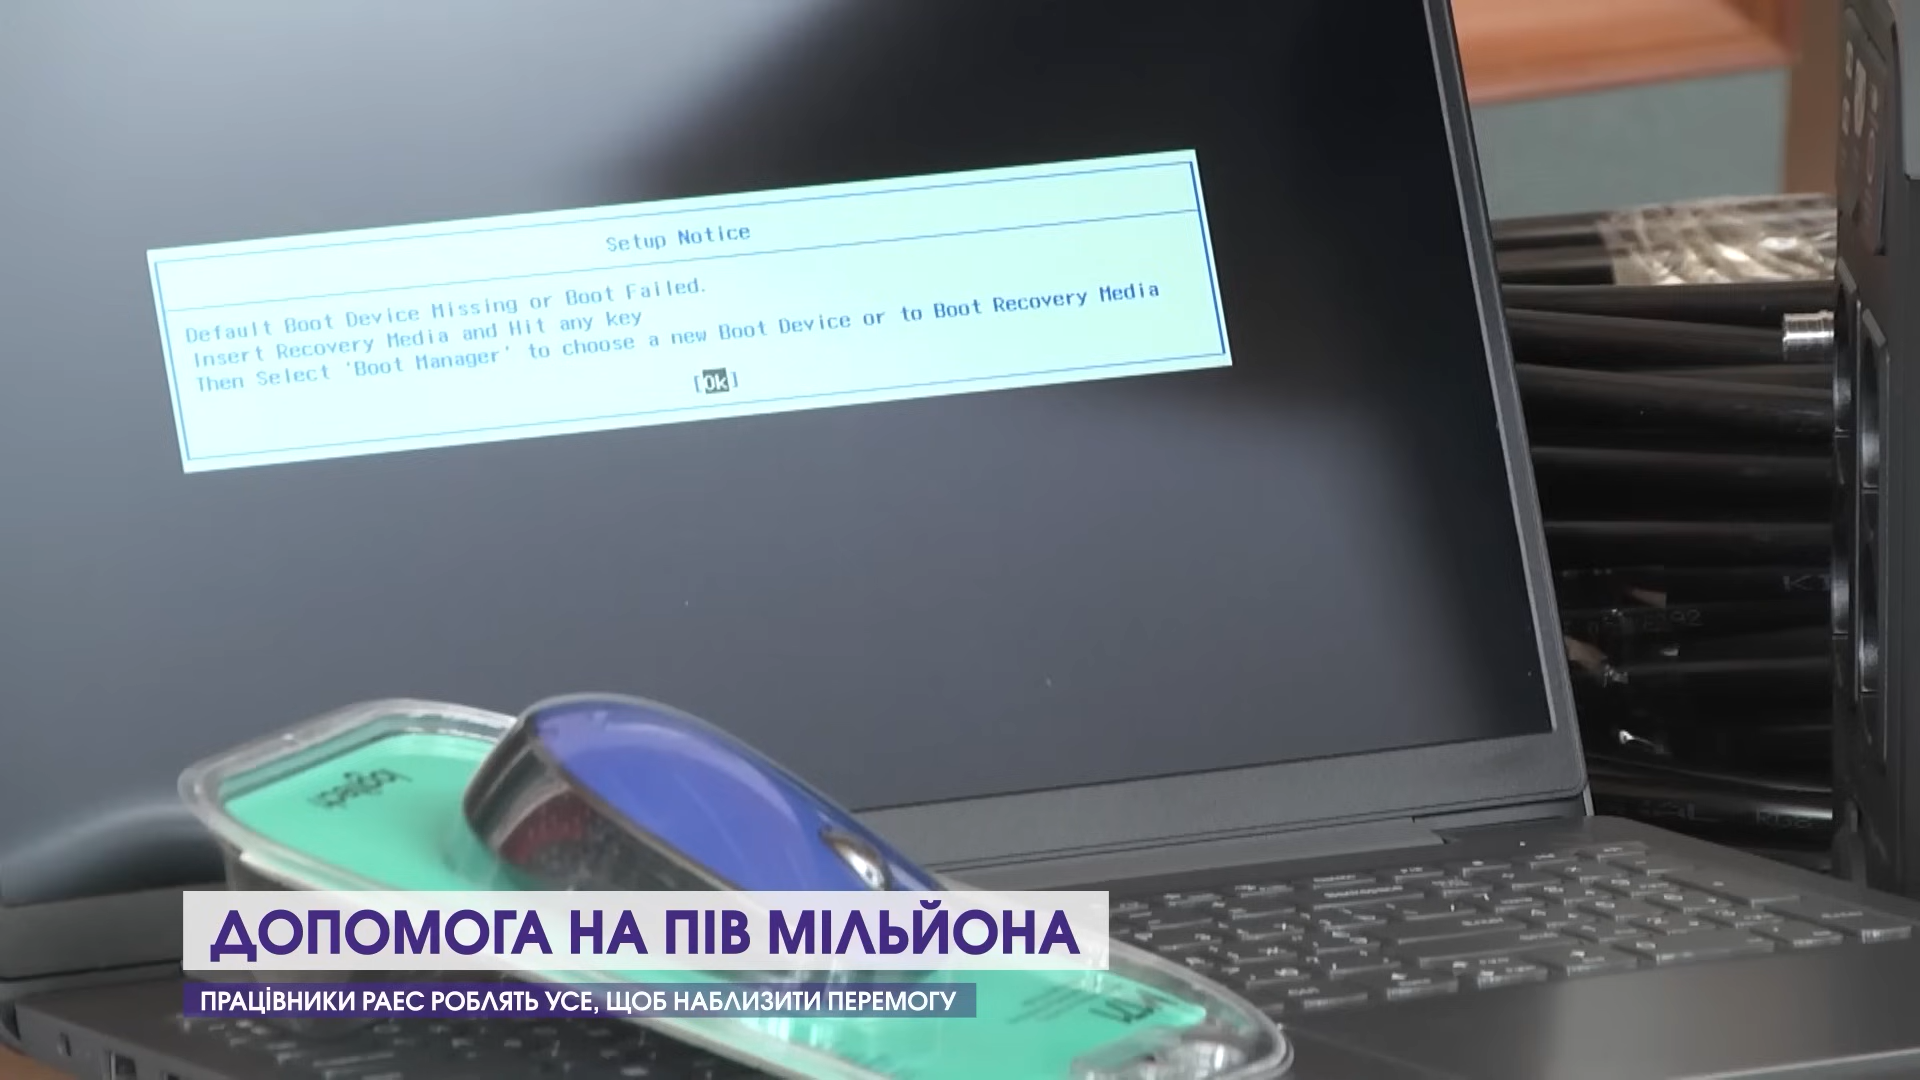 Setup Notice
Default Boot Device Missing or Boot Failed.
Insert Recovery Media and Hit any key
Then Select 'Boot Manager' to choose a new Boot Device or to Boot Recovery Media
[Ok]
logitech
ДОПОМОГА НА ПІВ МІЛЬЙОНА
ПРАЦІВНИКИ РАЕС РОБЛЯТЬ УСЕ, ЩОБ НАБЛИЗИТИ ПЕРЕМОГУ